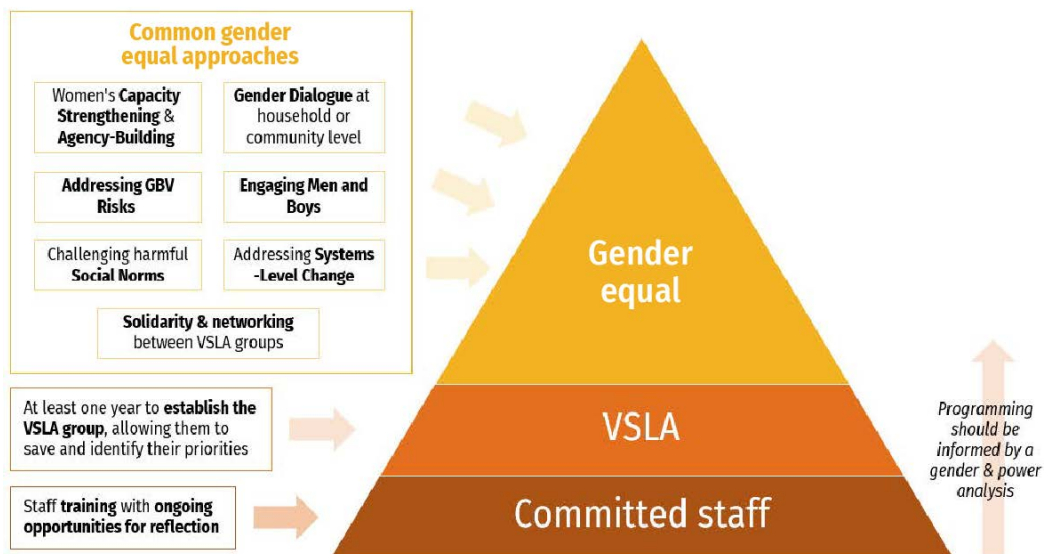 Common gender
equal approaches
Women's Capacity
Strengthening &
Agency-Building
Gender Dialogue at
household or
community level
Addressing GBV
Risks
Engaging Men and
Boys
Challenging harmful
Social Norms
Addressing Systems
-Level Change
Solidarity & networking
between VSLA groups
At least one year to establish the
VSLA group, allowing them to
save and identify their priorities
Staff training with ongoing
opportunities for reflection
Gender
equal
VSLA
Committed staff
Programming
should be
informed by a
gender & power
analysis